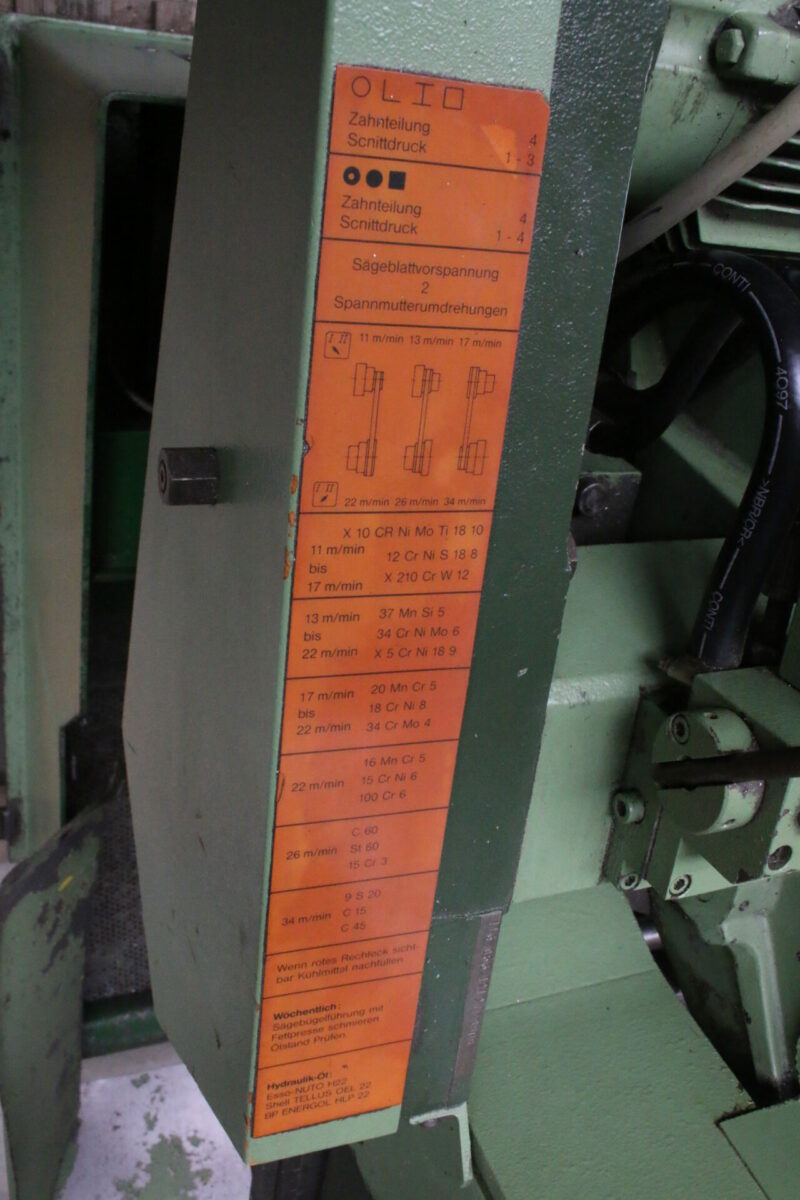 Zahnteilung 4
Scnittdruck 1 - 3
Zahnteilung 4
Scnittdruck 1 - 4
Sägeblattvorspannung
2
Spannmutterumdrehungen
I II 11 m/min 13 m/min 17 m/min
I II 22 m/min 26 m/min 34 m/min
X 10 CR Ni Mo Ti 18 10
11 m/min 12 Cr Ni S 18 8
bis
17 m/min X 210 Cr W 12
13 m/min 37 Mn Si 5
bis 34 Cr Ni Mo 6
22 m/min X 5 Cr Ni 18 9
17 m/min 20 Mn Cr 5
bis 18 Cr Ni 8
22 m/min 34 Cr Mo 4
16 Mn Cr 5
22 m/min 15 Cr Ni 6
100 Cr 6
C 60
26 m/min St 60
15 Cr 3
9 S 20
34 m/min C 15
C 45
Wenn rotes Rechteck sicht-
bar Kühlmittal nachfüllen
Wöchentlich:
Sägebügelführung mit
Fettpresse schmieren
Ölstand Prüfen.
Hydraulik-Öl:
Esso-NUTO H22
Shell TELLUS OEL 22
BP ENERGOL HLP 22
CONTI
4Q97
>NBR/CR<
CONTI